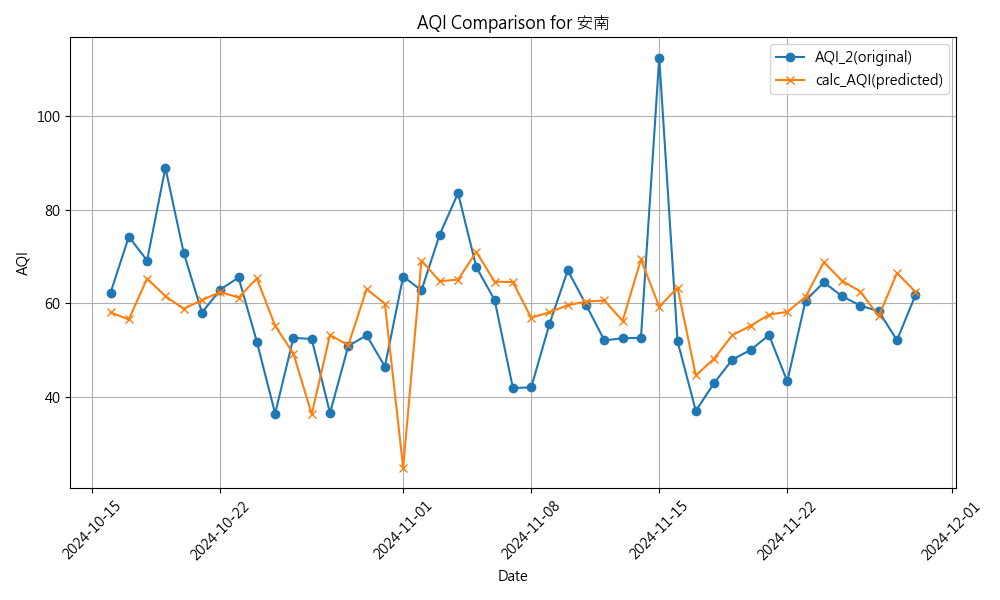 AQI Comparison for 安南
AQI_2(original)
calc_AQI(predicted)
AQI
100
80
60
40
2024-10-15
2024-10-22
2024-11-01
2024-11-08
2024-11-15
2024-11-22
2024-12-01
Date